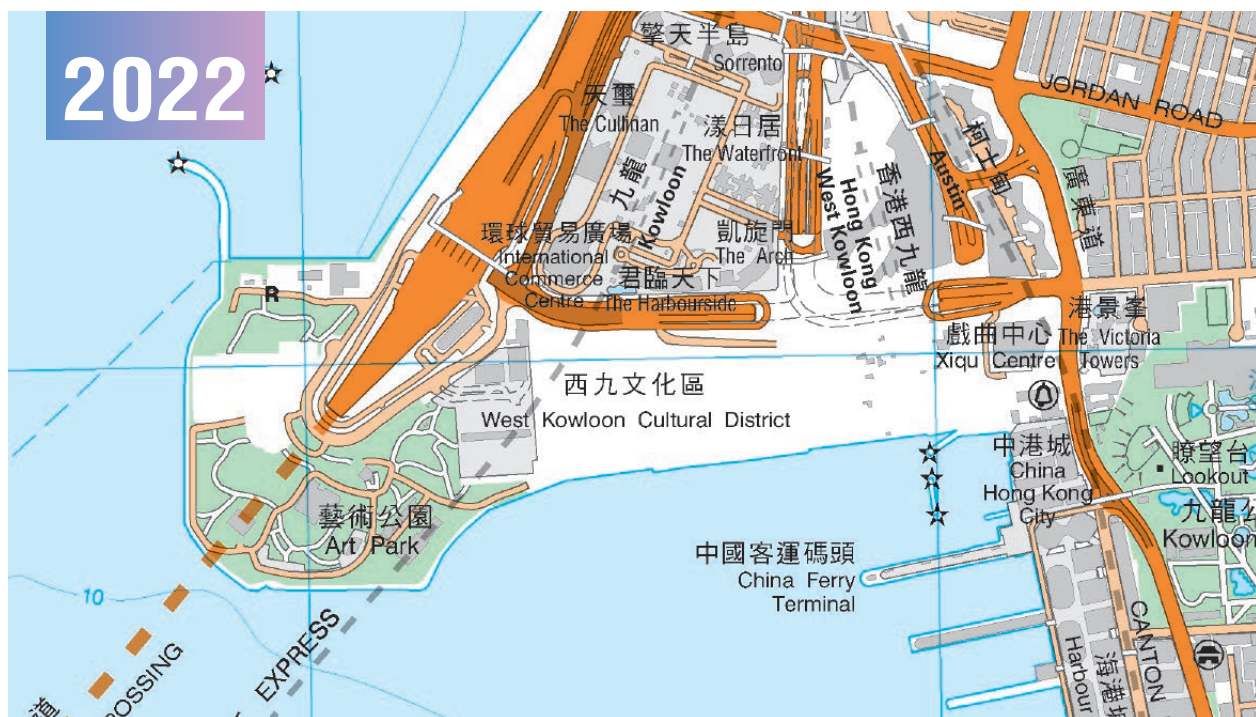 2022
擎天半島
Sorrento
天璽
The Cullinan
漾日居
The Waterfront
九龍
Kowloon
JORDAN ROAD
柯士甸
Austin
廣東道
香港西九龍
Hong Kong
West Kowloon
環球貿易廣場
International
Commerce
Centre
凱旋門
The Arch
君臨天下
The Harbourside
R
港景峯
The Victoria
Towers
戲曲中心
Xiqu Centre
西九文化區
West Kowloon Cultural District
中港城
China
Hong Kong
City
瞭望台
Lookout
九龍
Kowloon
藝術公園
Art Park
中國客運碼頭
China Ferry
Terminal
10
道
EXPRESS
CANTON
Harbour
海港城